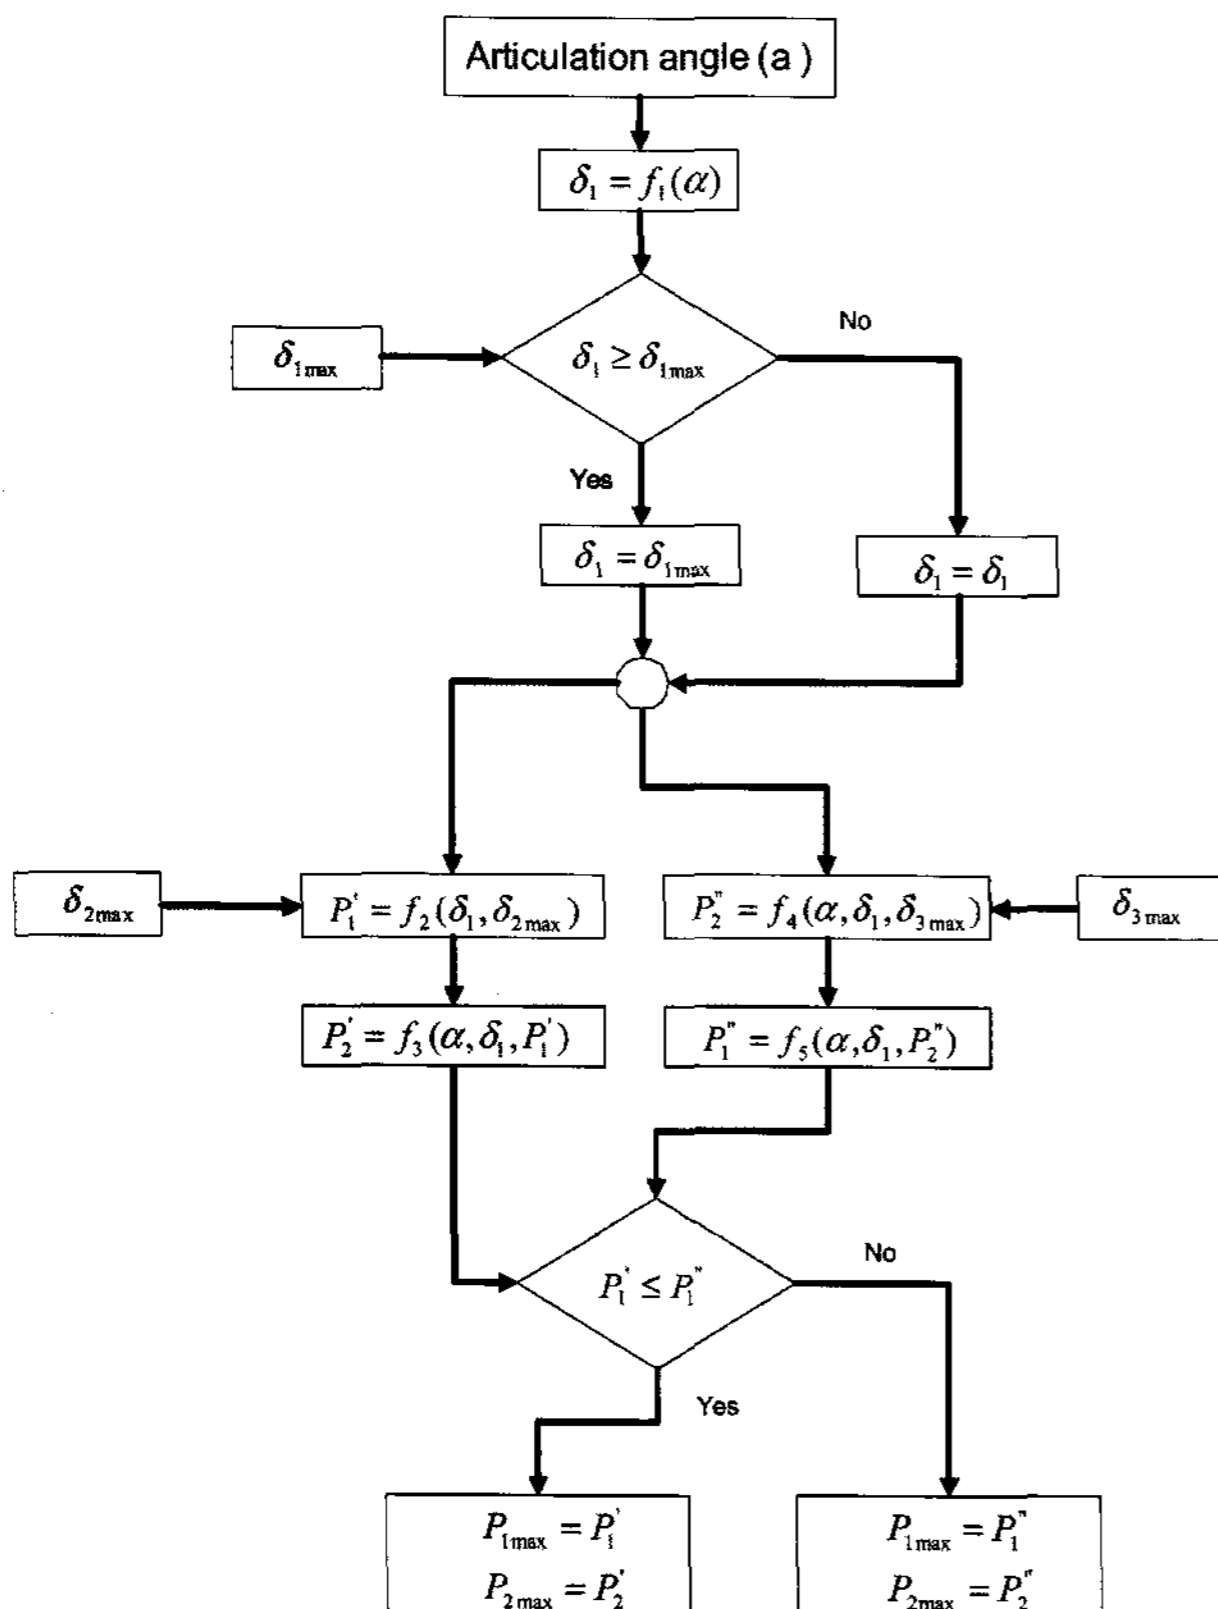 Articulation angle (a )
δ₁ = f₁(α)
No
δ₁max
δ₁ ≥ δ₁max
Yes
δ₁ = δ₁max
δ₁ = δ₁
δ₂max
P₁' = f₂(δ₁, δ₂max)
P₂" = f₄(α, δ₁, δ₃max)
δ₃max
P₂' = f₃(α, δ₁, P₁')
P₁" = f₅(α, δ₁, P₂")
No
P₁' ≤ P₁"
Yes
P₁max = P₁'
P₂max = P₂'
P₁max = P₁"
P₂max = P₂"